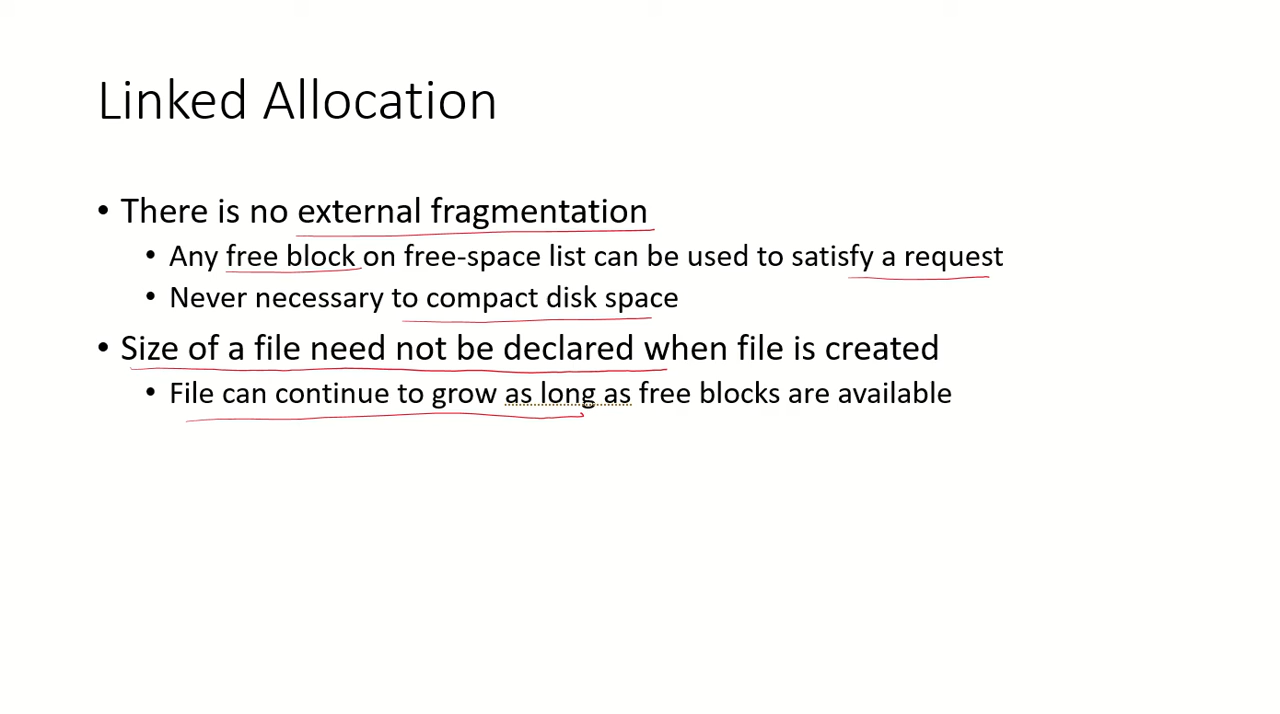 Linked Allocation
• There is no external fragmentation
• Any free block on free-space list can be used to satisfy a request
• Never necessary to compact disk space
• Size of a file need not be declared when file is created
• File can continue to grow as long as free blocks are available